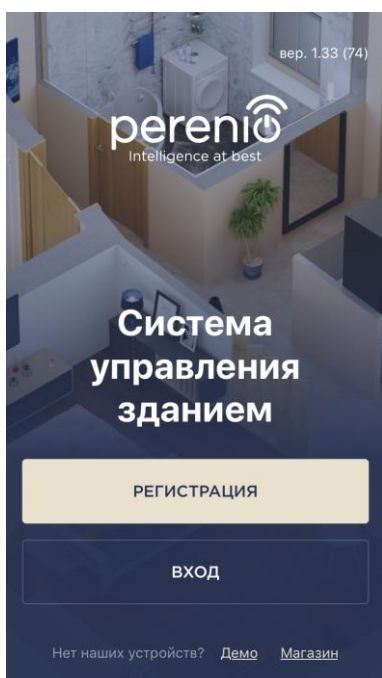 вер. 1.33 (74)
perenio
Intelligence at best
Система
управления
зданием
РЕГИСТРАЦИЯ
ВХОД
Нет наших устройств? Демо Магазин